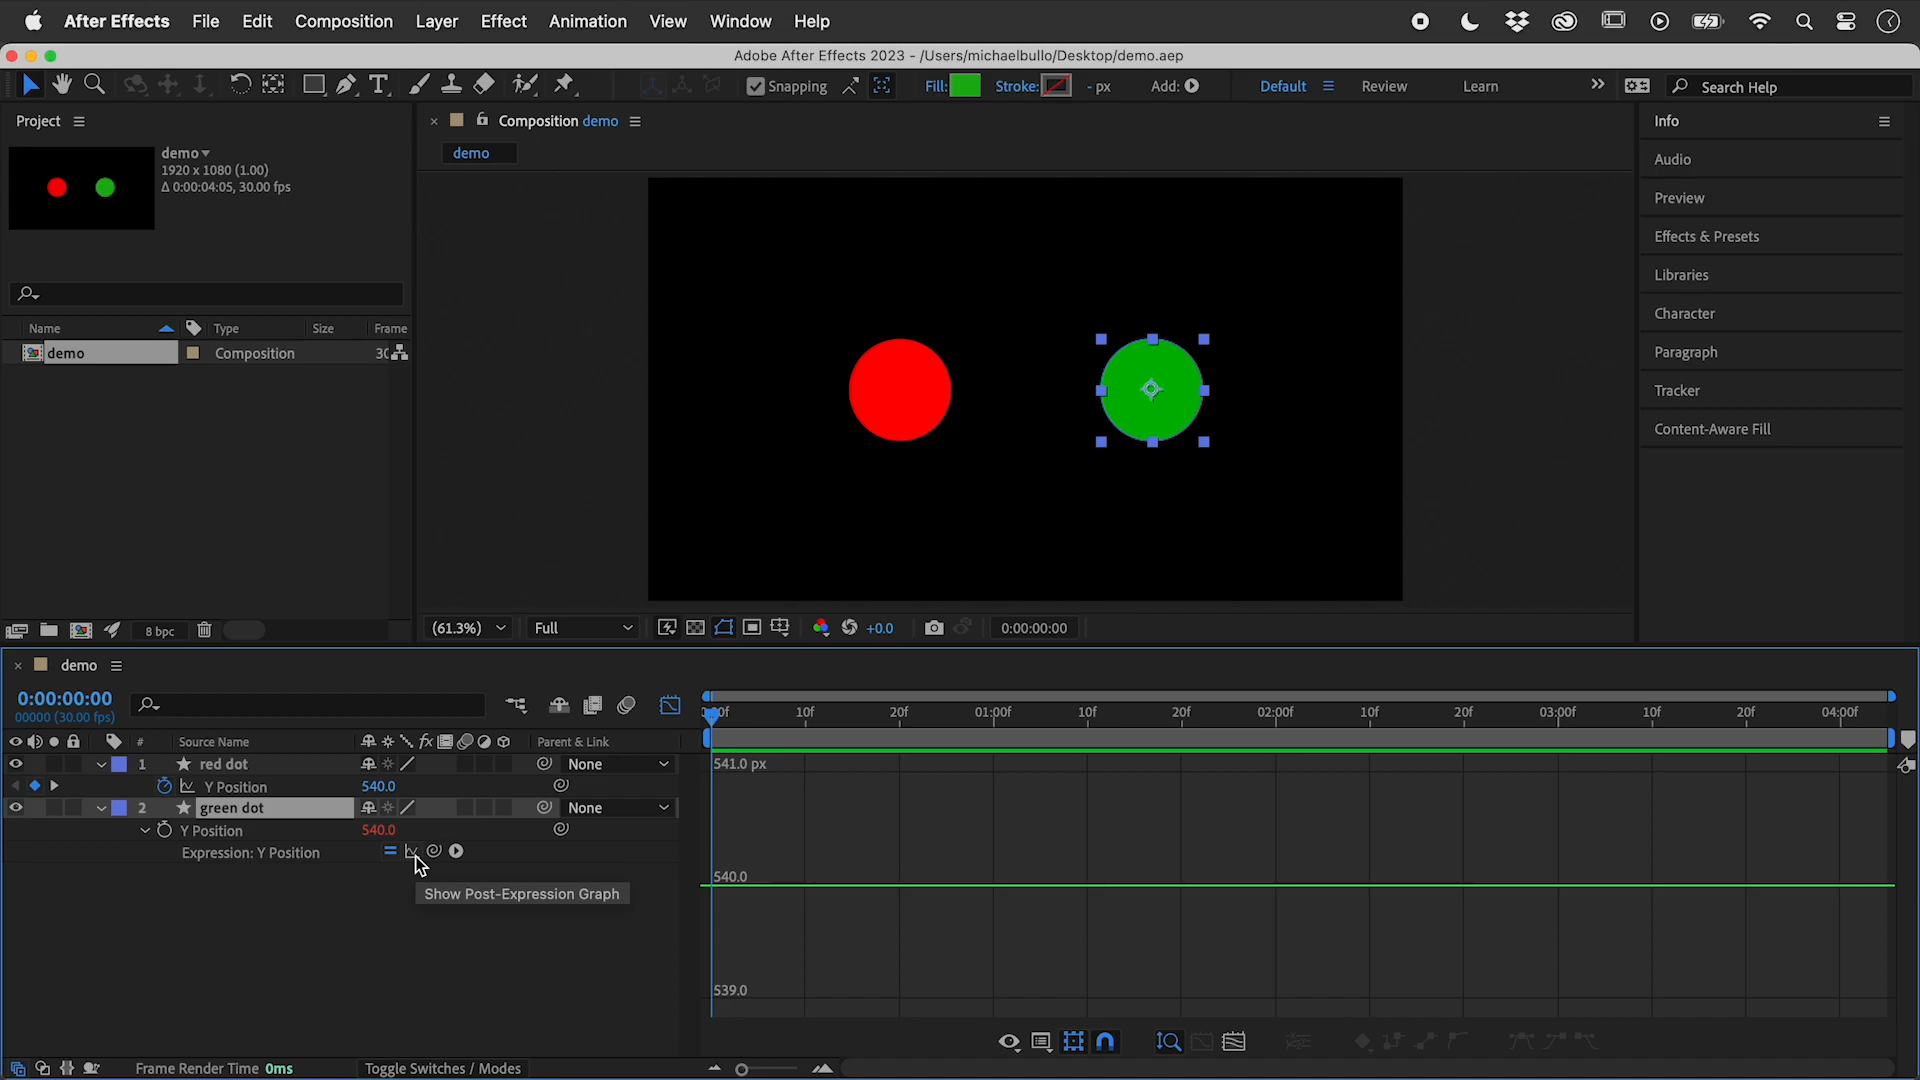 After Effects File Edit Composition Layer Effect Animation View Window Help
Adobe After Effects 2023 - /Users/michaelbullo/Desktop/demo.aep
T Snapping Fill: Stroke: - px Add: Default Review Learn Search Help
Project
demo
1920 x 1080 (1.00)
Δ 0:00:04:05, 30.00 fps
Name Type Size Frame
demo Composition 30
8 bpc
Composition demo
demo
(61.3%) Full +0.0 0:00:00:00
Info
Audio
Preview
Effects & Presets
Libraries
Character
Paragraph
Tracker
Content-Aware Fill
demo
0:00:00:00
00000 (30.00 fps)
# Source Name fx Parent & Link
1 red dot None
Y Position 540.0
2 green dot None
Y Position 540.0
Expression: Y Position
Show Post-Expression Graph
10f 20f 01:00f 10f 20f 02:00f 10f 20f 03:00f 10f 20f 04:00f
541.0 px
540.0
539.0
Frame Render Time 0ms Toggle Switches / Modes